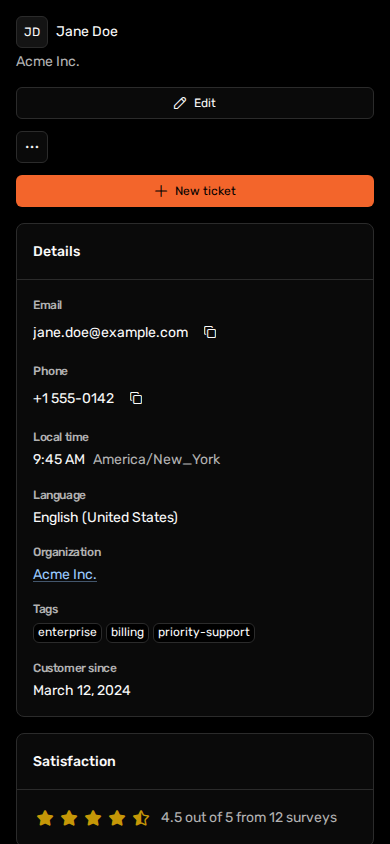 JD Jane Doe
Acme Inc.
Edit
...
New ticket
Details
Email
jane.doe@example.com
Phone
+1 555-0142
Local time
9:45 AM America/New_York
Language
English (United States)
Organization
Acme Inc.
Tags
enterprise billing priority-support
Customer since
March 12, 2024
Satisfaction
4.5 out of 5 from 12 surveys